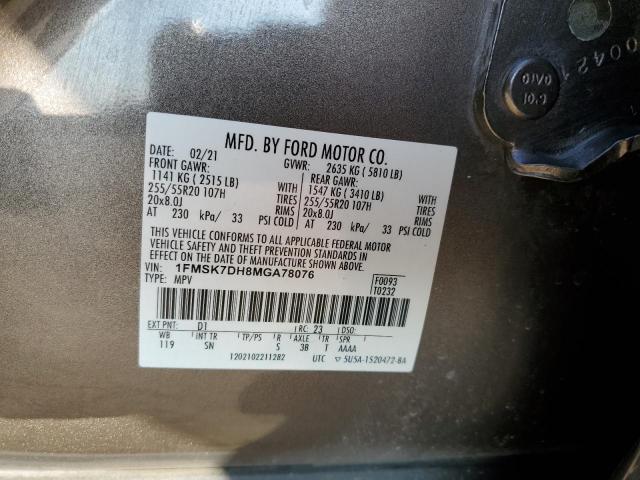 MFD. BY FORD MOTOR CO.
DATE: 02/21 GVWR: 2635 KG ( 5810 LB)
FRONT GAWR: REAR GAWR:
1141 KG ( 2515 LB) 1547 KG ( 3410 LB)
255/55R20 107H TIRES 255/55R20 107H TIRES
20x8.0J RIMS 20x8.0J RIMS
AT 230 kPa/ 33 PSI COLD AT 230 kPa/ 33 PSI COLD
THIS VEHICLE CONFORMS TO ALL APPLICABLE FEDERAL MOTOR
VEHICLE SAFETY AND THEFT PREVENTION STANDARDS IN
EFFECT ON THE DATE OF MANUFACTURE SHOWN ABOVE.
VIN: 1FMSK7DH8MGA78076 F0093
TYPE: MPV T0232
EXT PNT: D1 RC: 23 DSO:
WB INT TR TP/PS R AXLE TR SPR
119 SN S 3B T AAAA
1202102211282 UTC ▽ 5U5A-1520472-BA
00421